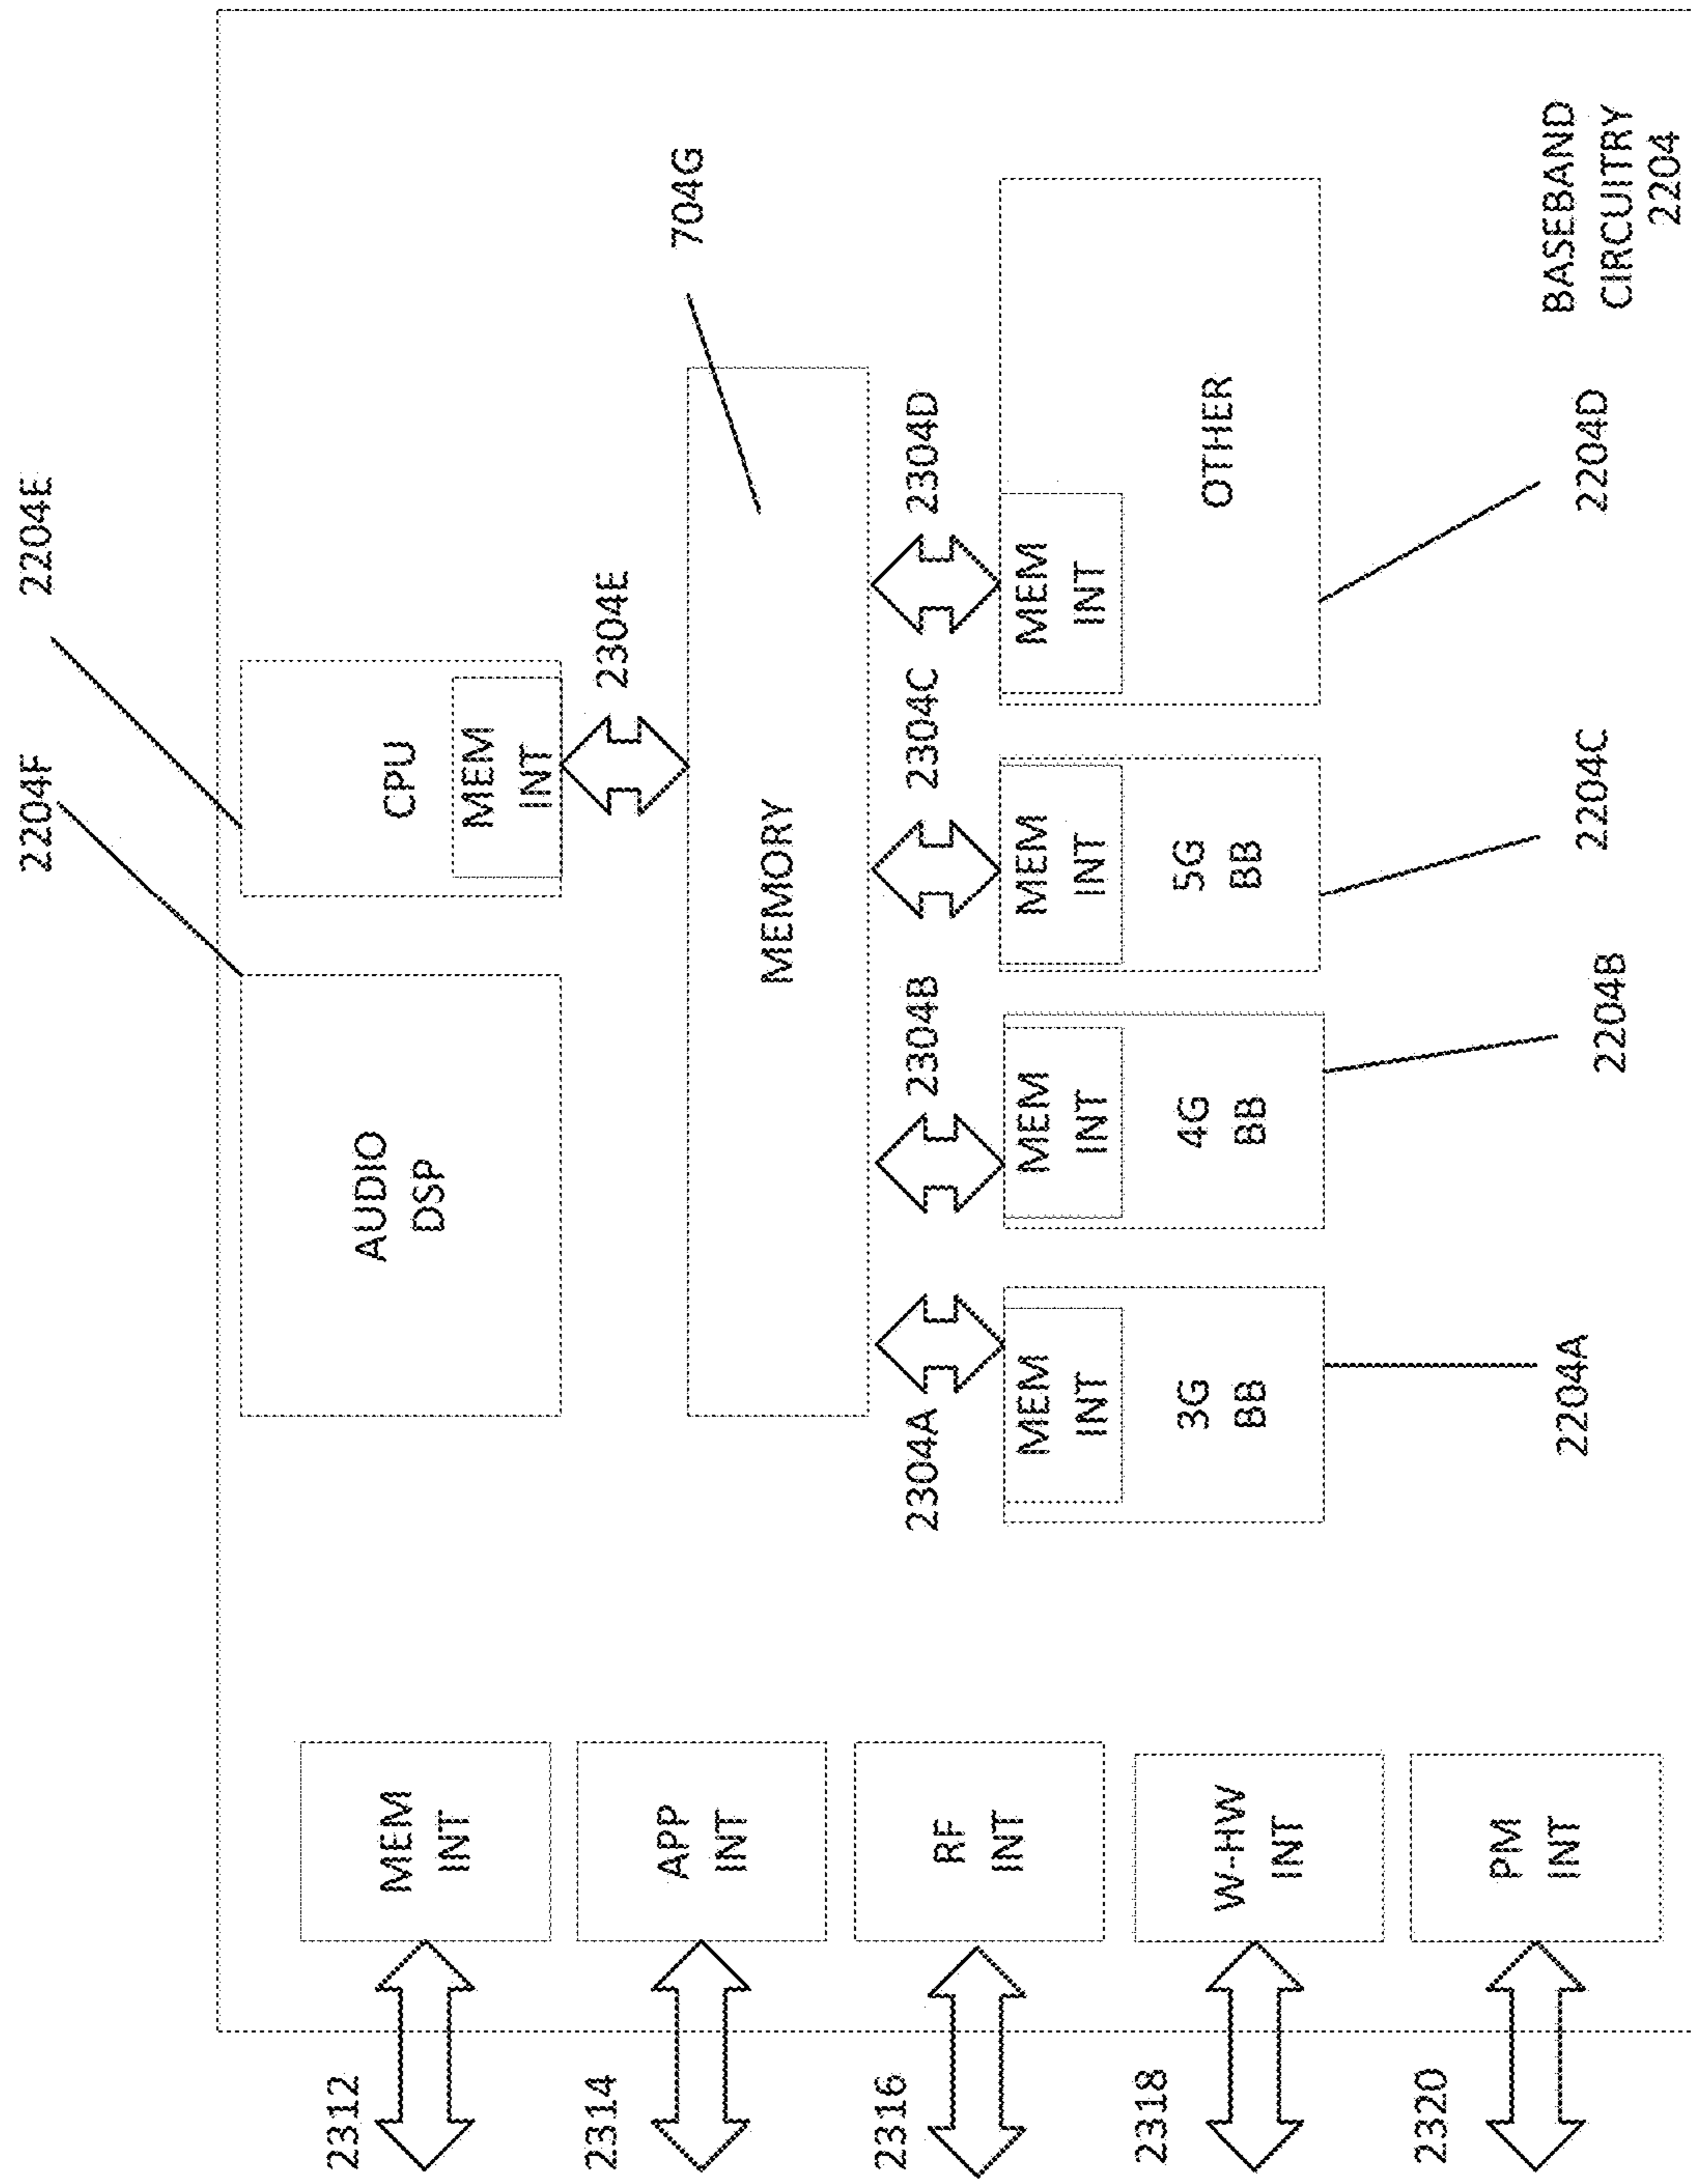 2204F
2204E
AUDIO
DSP
CPU
MEM
INT
2304E
704G
MEMORY
2304A
2304B
2304C
2304D
MEM
INT
3G
BB
MEM
INT
4G
BB
MEM
INT
5G
BB
MEM
INT
OTHER
2204A
2204B
2204C
2204D
BASEBAND
CIRCUITRY
2204
2312
MEM
INT
2314
APP
INT
2316
RF
INT
2318
W-HW
INT
2320
PM
INT